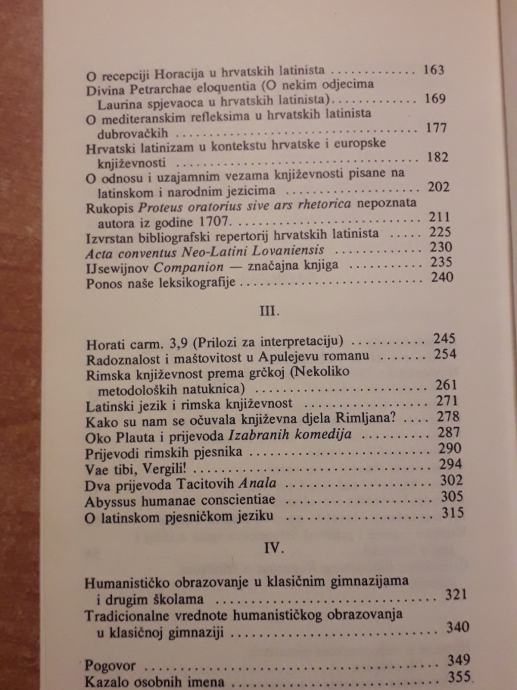 O recepciji Horacija u hrvatskih latinista ............ 163
Divina Petrarchae eloquentia (O nekim odjecima
Laurina spjevaoca u hrvatskih latinista)............ 169
O mediteranskim refleksima u hrvatskih latinista
dubrovačkih ............ 177
Hrvatski latinizam u kontekstu hrvatske i europske
književnosti ............ 182
O odnosu i uzajamnim vezama književnosti pisane na
latinskom i narodnim jezicima ............ 202
Rukopis Proteus oratorius sive ars rhetorica nepoznata
autora iz godine 1707. ............ 211
Izvrstan bibliografski repertorij hrvatskih latinista ..... 225
Acta conventus Neo-Latini Lovaniensis ............ 230
IJsewijnov Companion — značajna knjiga ............ 235
Ponos naše leksikografije ............ 240
III.
Horati carm. 3,9 (Prilozi za interpretaciju) ........... 245
Radoznalost i maštovitost u Apulejevu romanu ....... 254
Rimska književnost prema grčkoj (Nekoliko
metodoloških natuknica) ............ 261
Latinski jezik i rimska književnost ............ 271
Kako su nam se očuvala književna djela Rimljana? .... 278
Oko Plauta i prijevoda Izabranih komedija ............ 287
Prijevodi rimskih pjesnika ............ 290
Vae tibi, Vergili! ............ 294
Dva prijevoda Tacitovih Anala ............ 302
Abyssus humanae conscientiae ............ 305
O latinskom pjesničkom jeziku ............ 315
IV.
Humanističko obrazovanje u klasičnim gimnazijama
i drugim školama ............ 321
Tradicionalne vrednote humanističkog obrazovanja
u klasičnoj gimnaziji ............ 340
Pogovor ............ 349
Kazalo osobnih imena ............ 355